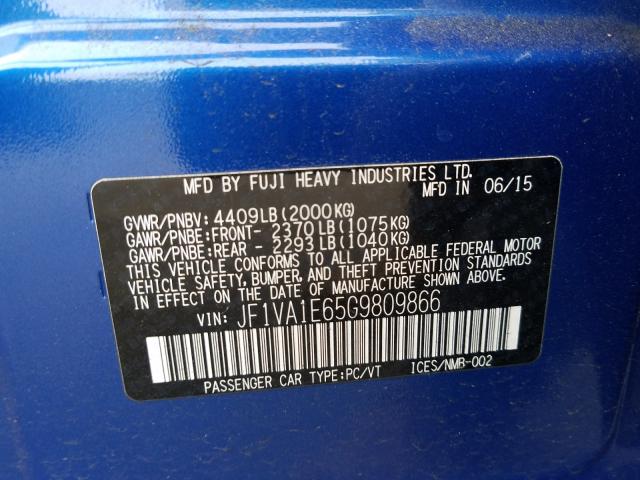 MFD BY FUJI HEAVY INDUSTRIES LTD.
MFD IN 06/15
GVWR/PNBV: 4409LB(2000KG)
GAWR/PNBE:FRONT- 2370LB(1075KG)
GAWR/PNBE:REAR - 2293LB(1040KG)
THIS VEHICLE CONFORMS TO ALL APPLICABLE FEDERAL MOTOR
VEHICLE SAFETY, BUMPER, AND THEFT PREVENTION STANDARDS
IN EFFECT ON THE DATE OF MANUFACTURE SHOWN ABOVE.
VIN: JF1VA1E65G9809866
PASSENGER CAR TYPE:PC/VT ICES/NMB-002